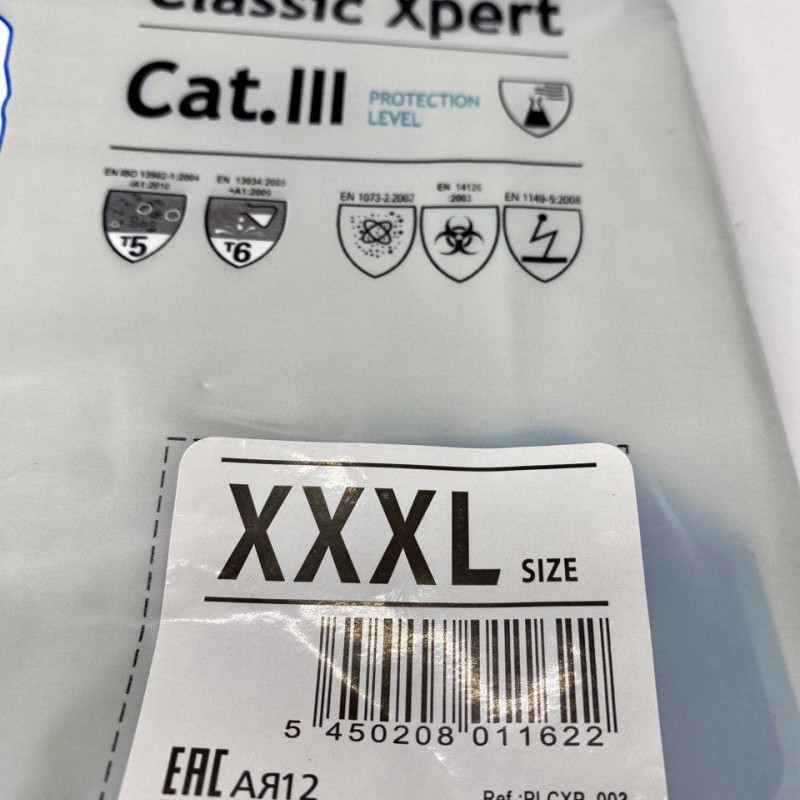 Classic Xpert
Cat.III PROTECTION LEVEL
EN ISO 13982-1:2004
+A1:2010
EN 13034:2005
+A1:2009
EN 1073-2:2002
EN 14126
:2003
EN 1149-5:2008
T5
T6
XXXL SIZE
5 450208 011622
EAC АЯ12